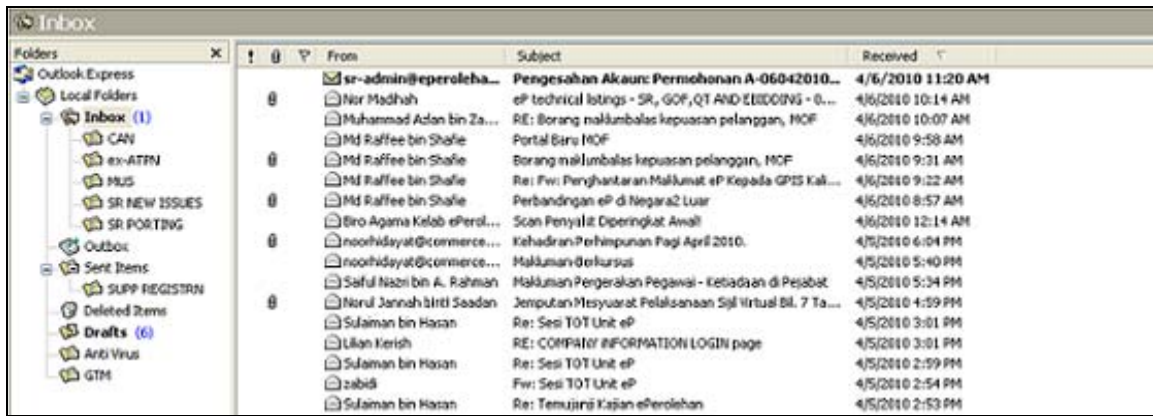 Inbox
Folders × ! From Subject Received
Outlook Express
Local Folders
Inbox (1)
CAN
ex-ATPN
MUS
SR NEW ISSUES
SR PORTING
Outbox
Sent Items
SUPP REGISTRN
Deleted Items
Drafts (6)
Anti Virus
GTM
sr-admin@eperoleha... Pengesahan Akaun: Permohonan A-06042010... 4/6/2010 11:20 AM
Nor Madhah eP technical listings - SR, GOF,QT AND EBIDDING - 0... 4/6/2010 10:14 AM
Muhammad Azlan bin Za... RE: Borang maklumbalas kepuasan pelanggan, MOF 4/6/2010 10:07 AM
Md Raffee bin Shafie Portal Baru MOF 4/6/2010 9:58 AM
Md Raffee bin Shafie Borang maklumbalas kepuasan pelanggan, MOF 4/6/2010 9:31 AM
Md Raffee bin Shafie Re: Fw: Penghantaran Maklumat eP Kepada GPIS Kali... 4/6/2010 9:22 AM
Md Raffee bin Shafie Perbandingan eP di Negara2 Luar 4/6/2010 8:57 AM
Biro Agama Kelab ePerol... Scan Penyakit Diperingkat Awal! 4/6/2010 12:14 AM
noorhidayat@commerce... Kehadiran Perhimpunan Pagi April 2010. 4/5/2010 6:04 PM
noorhidayat@commerce... Makluman Berkursus 4/5/2010 5:40 PM
Saiful Nazri bin A. Rahman Makluman Pergerakan Pegawai - Ketiadaan di Pejabat 4/5/2010 5:34 PM
Norul Jannah binti Saadan Jemputan Mesyuarat Pelaksanaan Sijil Virtual Bil. 7 Ta... 4/5/2010 4:59 PM
Sulaiman bin Hasan Re: Sesi TOT Unit eP 4/5/2010 3:01 PM
Lilian Kerish RE: COMPANY INFORMATION LOGIN page 4/5/2010 3:01 PM
Sulaiman bin Hasan Re: Sesi TOT Unit eP 4/5/2010 2:59 PM
zabidi Fw: Sesi TOT Unit eP 4/5/2010 2:54 PM
Sulaiman bin Hasan Re: Temujanji Kajian ePerolehan 4/5/2010 2:53 PM